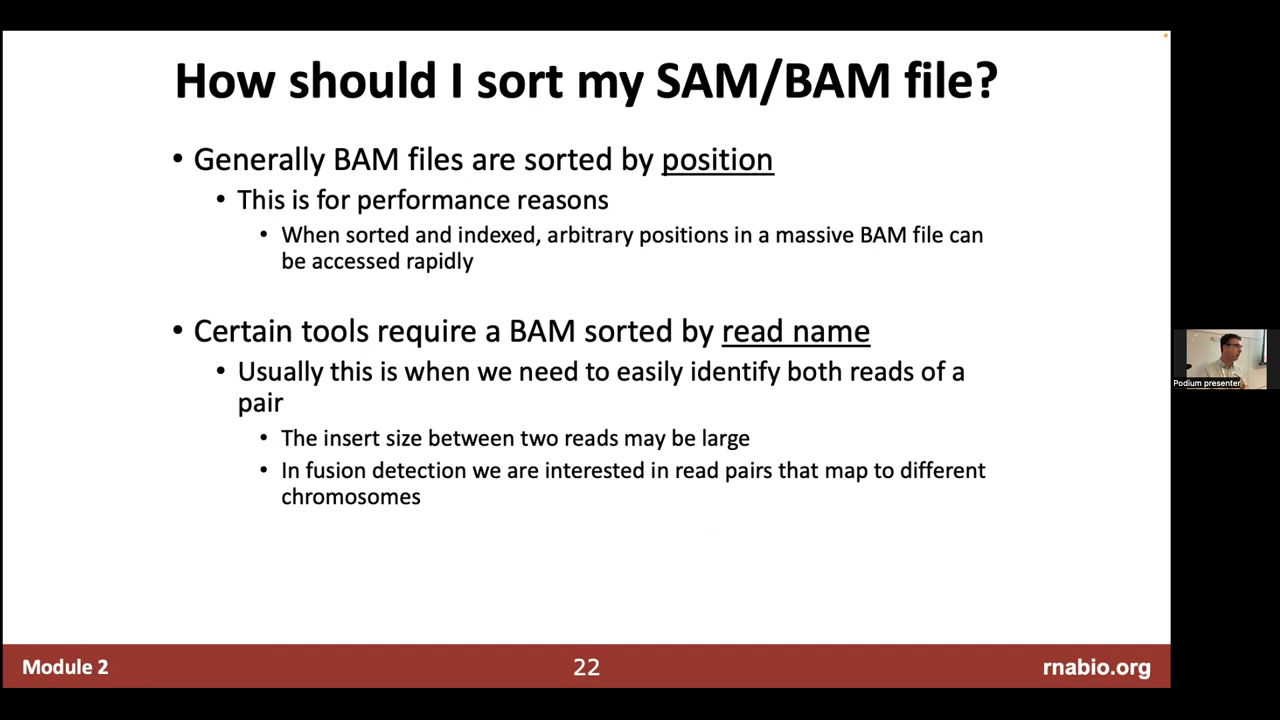 How should I sort my SAM/BAM file?
• Generally BAM files are sorted by position
• This is for performance reasons
• When sorted and indexed, arbitrary positions in a massive BAM file can
be accessed rapidly
• Certain tools require a BAM sorted by read name
• Usually this is when we need to easily identify both reads of a
pair
• The insert size between two reads may be large
• In fusion detection we are interested in read pairs that map to different
chromosomes
Podium presenter
Module 2
22
rnabio.org